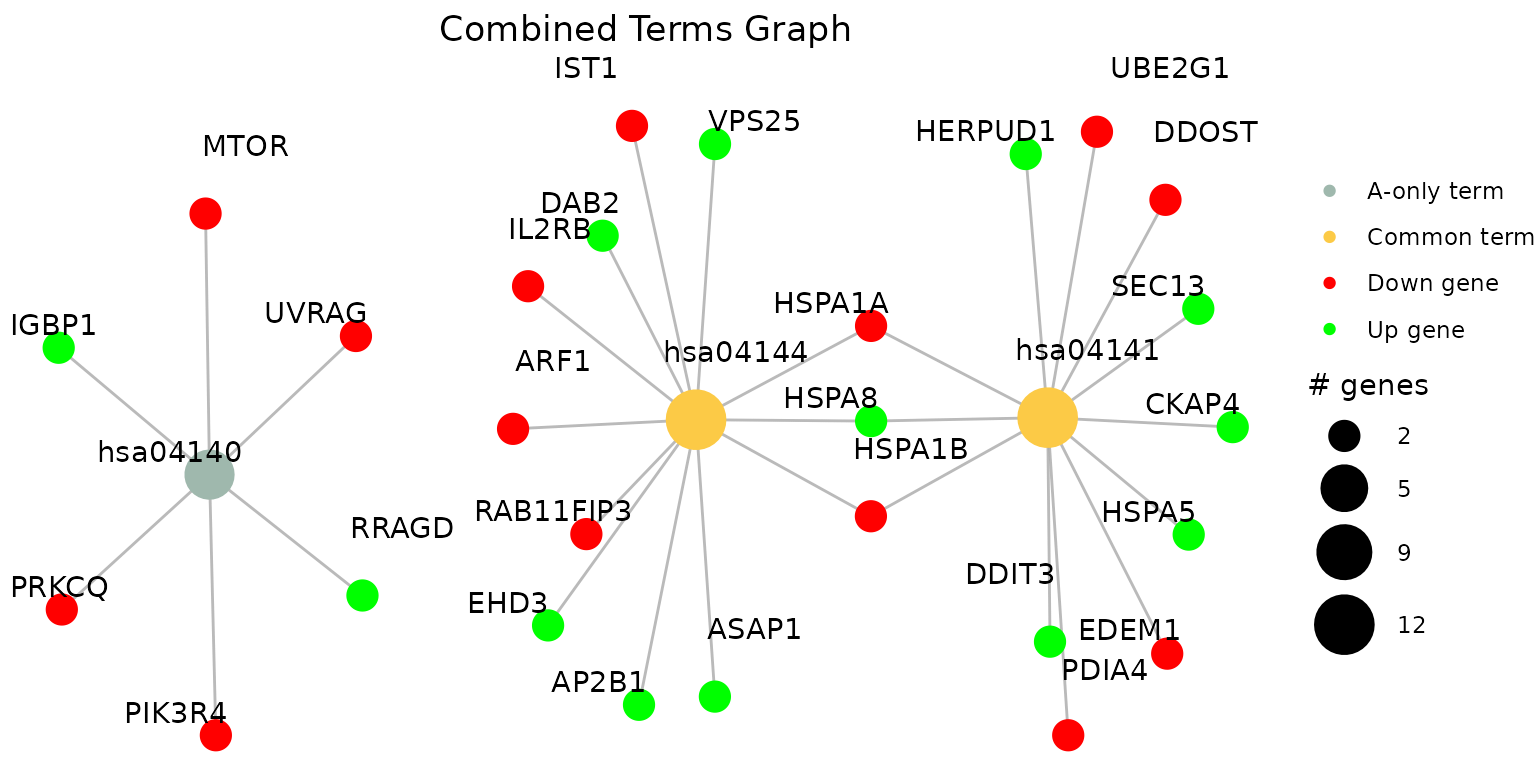 Combined Terms Graph
IST1
UBE2G1
VPS25
HERPUD1
DDOST
MTOR
DAB2
IL2RB
A-only term
Common term
Down gene
Up gene
SEC13
HSPA1A
UVRAG
IGBP1
ARF1
hsa04144
hsa04141
HSPA8
CKAP4
HSPA1B
hsa04140
# genes
2
5
9
12
RAB11FIP3
HSPA5
RRAGD
DDIT3
PRKCQ
EHD3
ASAP1
EDEM1
PDIA4
AP2B1
PIK3R4